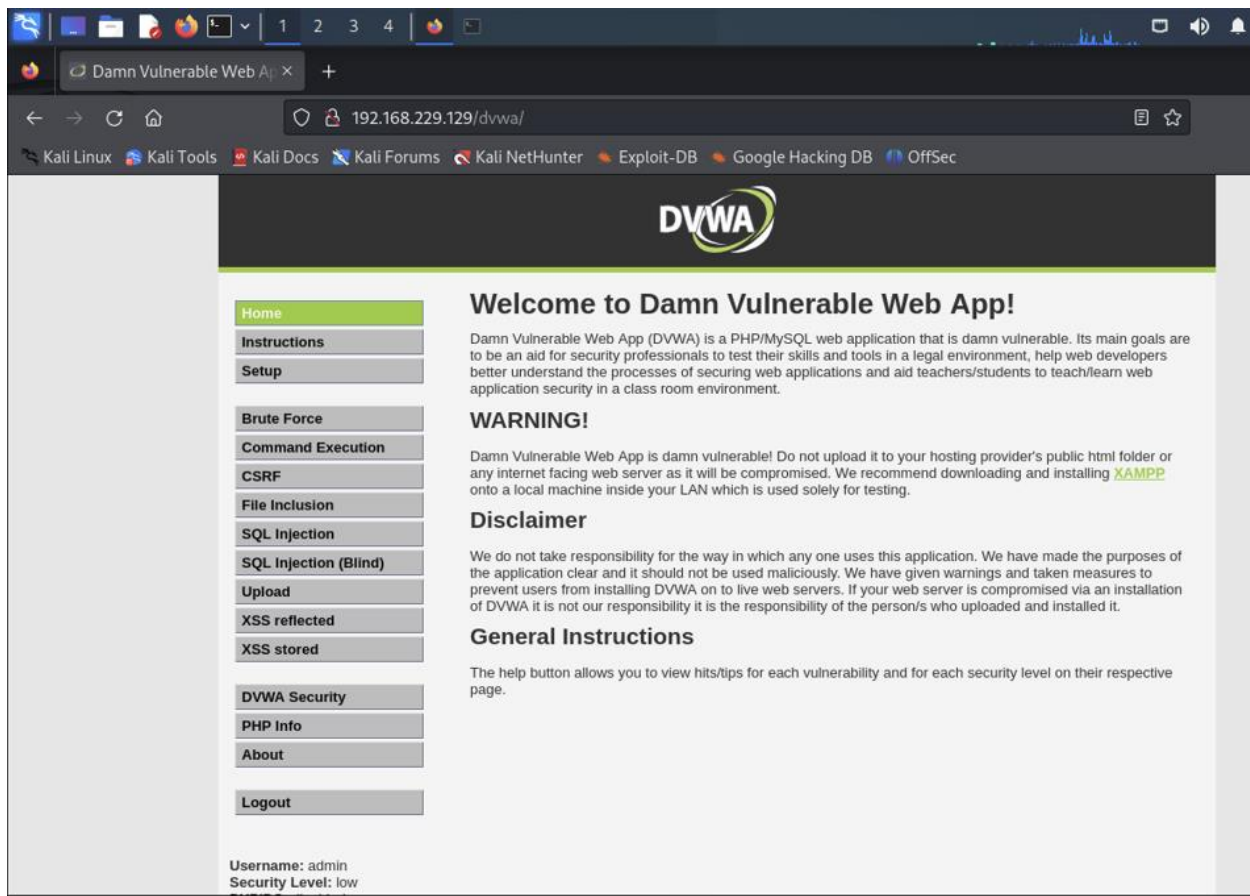 1 2 3 4
Damn Vulnerable Web Ap
192.168.229.129/dvwa/
Kali Linux Kali Tools Kali Docs Kali Forums Kali NetHunter Exploit-DB Google Hacking DB OffSec
DVWA
Home
Instructions
Setup
Brute Force
Command Execution
CSRF
File Inclusion
SQL Injection
SQL Injection (Blind)
Upload
XSS reflected
XSS stored
DVWA Security
PHP Info
About
Logout
Username: admin
Security Level: low
Welcome to Damn Vulnerable Web App!
Damn Vulnerable Web App (DVWA) is a PHP/MySQL web application that is damn vulnerable. Its main goals are
to be an aid for security professionals to test their skills and tools in a legal environment, help web developers
better understand the processes of securing web applications and aid teachers/students to teach/learn web
application security in a class room environment.
WARNING!
Damn Vulnerable Web App is damn vulnerable! Do not upload it to your hosting provider's public html folder or
any internet facing web server as it will be compromised. We recommend downloading and installing XAMPP
onto a local machine inside your LAN which is used solely for testing.
Disclaimer
We do not take responsibility for the way in which any one uses this application. We have made the purposes of
the application clear and it should not be used maliciously. We have given warnings and taken measures to
prevent users from installing DVWA on to live web servers. If your web server is compromised via an installation
of DVWA it is not our responsibility it is the responsibility of the person/s who uploaded and installed it.
General Instructions
The help button allows you to view hits/tips for each vulnerability and for each security level on their respective
page.